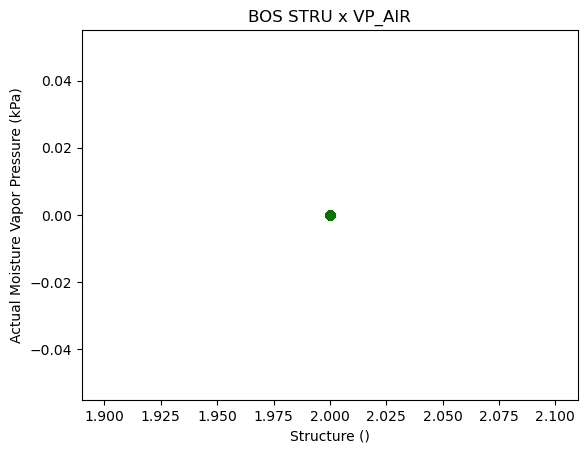 BOS STRU x VP_AIR
Actual Moisture Vapor Pressure (kPa)
0.04
0.02
0.00
−0.02
−0.04
1.900 1.925 1.950 1.975 2.000 2.025 2.050 2.075 2.100
Structure ()